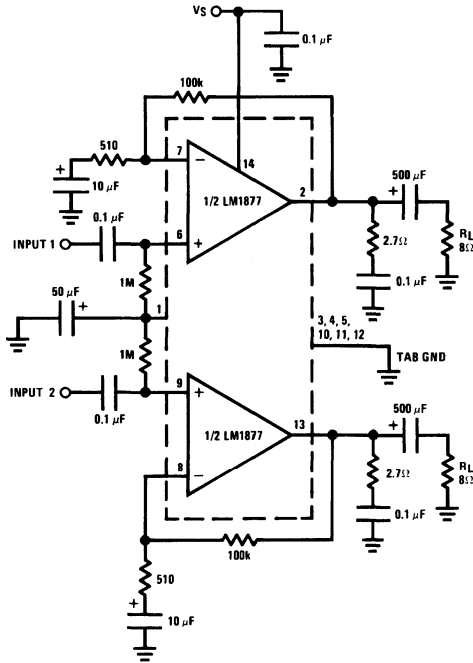 VS
0.1 μF
100k
510
7
−
14
+
10 μF
1/2 LM1877
2
+
500 μF
0.1 μF
INPUT 1
6
+
2.7Ω
RL
8Ω
1M
0.1 μF
50 μF
+
1
3, 4, 5,
10, 11, 12
1M
TAB GND
INPUT 2
0.1 μF
9
+
1/2 LM1877
13
+
500 μF
8
−
2.7Ω
RL
8Ω
0.1 μF
100k
510
+
10 μF